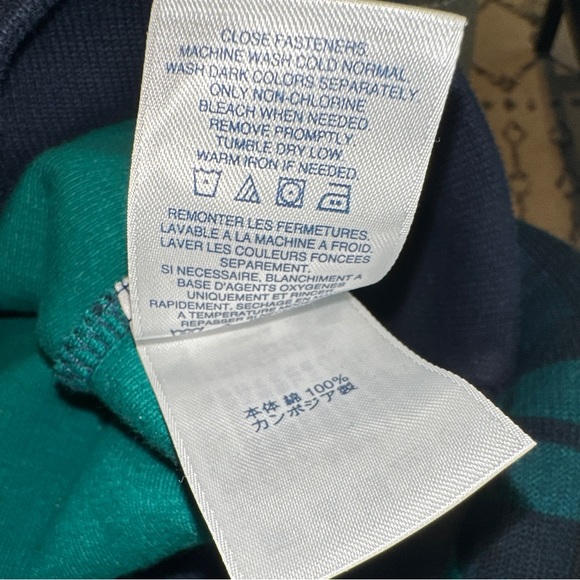 CLOSE FASTENERS.
MACHINE WASH COLD NORMAL.
WASH DARK COLORS SEPARATELY
ONLY NON-CHLORINE
BLEACH WHEN NEEDED.
REMOVE PROMPTLY.
TUMBLE DRY LOW
WARM IRON IF NEEDED.
REMONTER LES FERMETURES,
LAVABLE A LA MACHINE A FROID.
LAVER LES COULEURS FONCEES
SEPAREMENT.
SI NECESSAIRE, BLANCHIMENT A
BASE D'AGENTS OXYGENES
UNIQUEMENT ET RINCER
RAPIDEMENT. SECHAGE EN
A TEMPERATURE
REPASSER
本体 綿 100%
カンボジア製